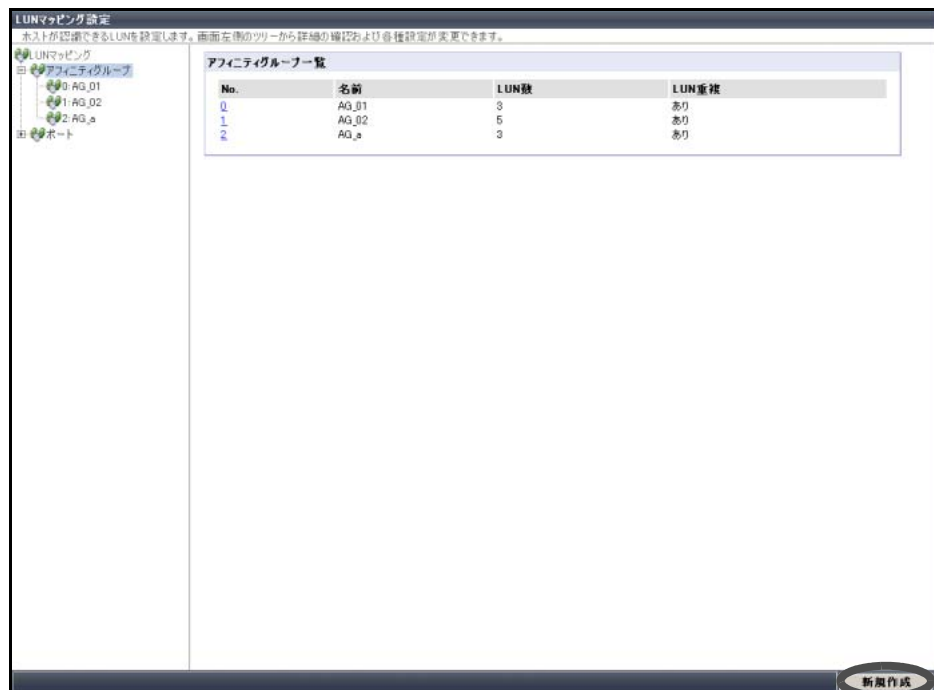 LUNマッピング設定
ホストが認識できるLUNを設定します。画面左側のツリーから詳細の確認および各種設定が変更できます。
LUNマッピング
アフィニティグループ
0:AG_01
1:AG_02
2:AG_a
ポート
アフィニティグループ一覧
No. 名前 LUN数 LUN重複
0 AG_01 3 あり
1 AG_02 5 あり
2 AG_a 3 あり
新規作成